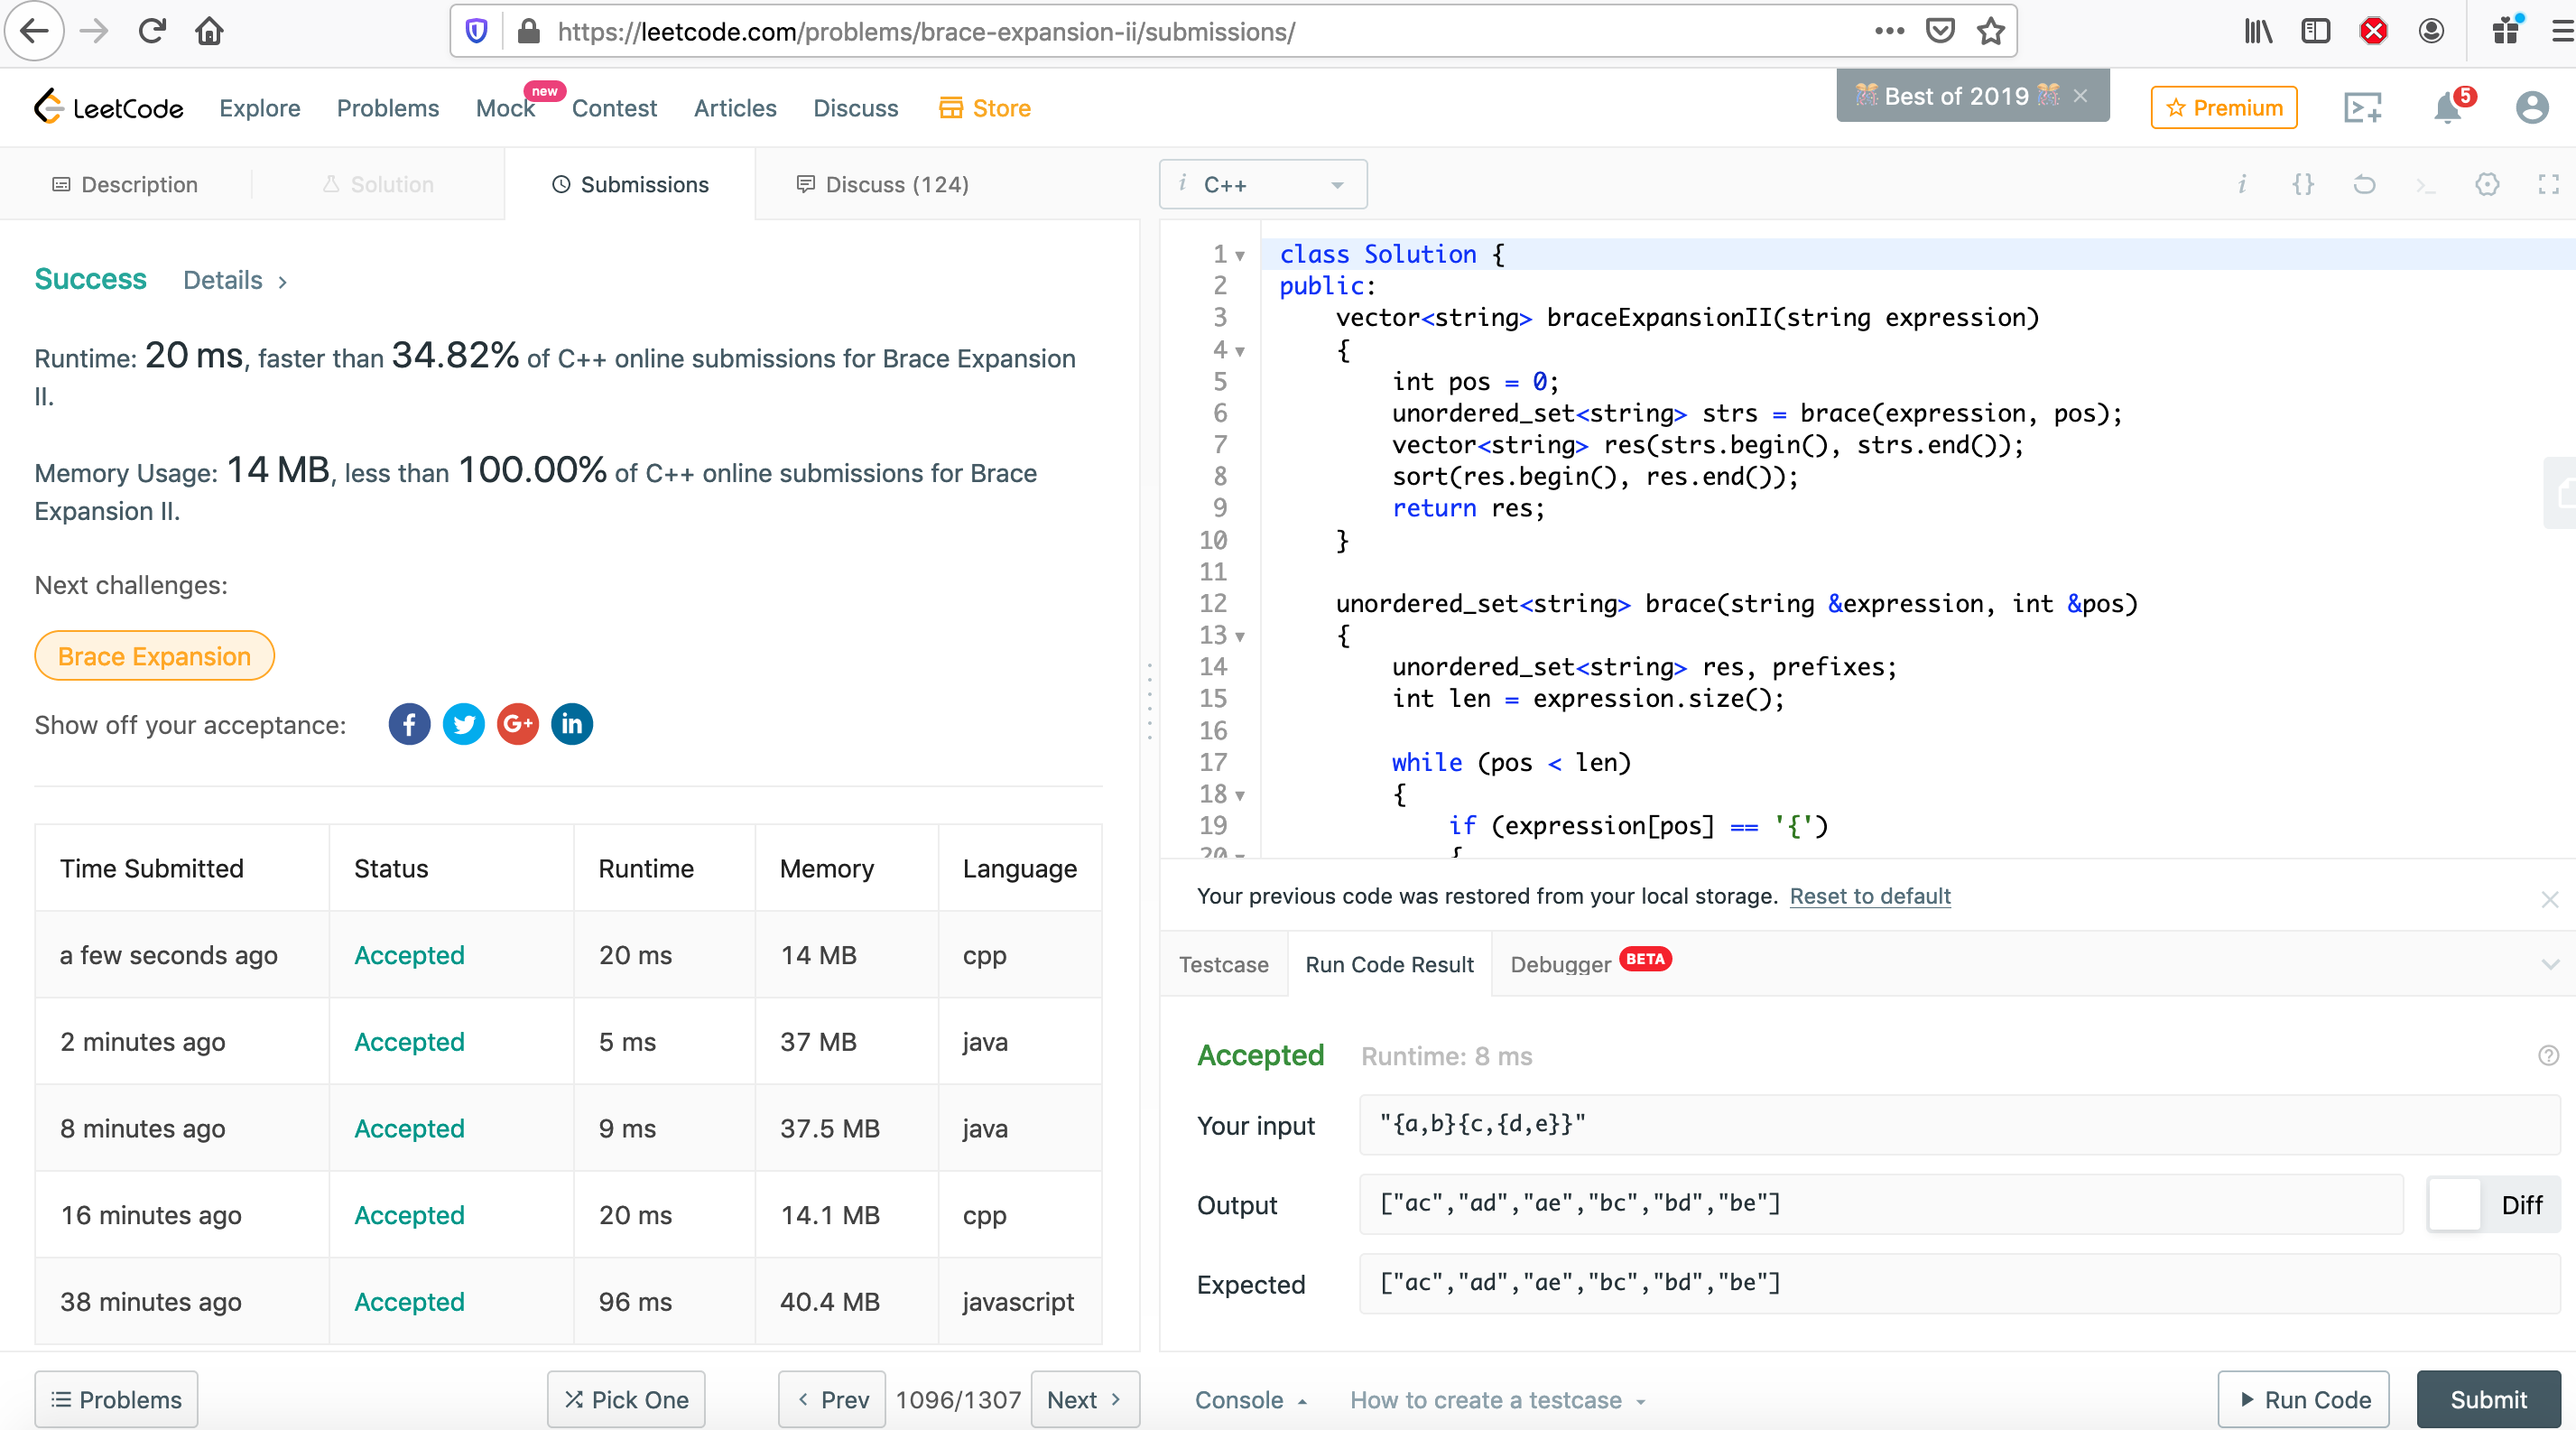 https://leetcode.com/problems/brace-expansion-ii/submissions/
LeetCode Explore Problems Mock new Contest Articles Discuss Store Best of 2019 × Premium 5
Description Solution Submissions Discuss (124)
Success Details >
Runtime: 20 ms, faster than 34.82% of C++ online submissions for Brace Expansion
II.
Memory Usage: 14 MB, less than 100.00% of C++ online submissions for Brace
Expansion II.
Next challenges:
Brace Expansion
Show off your acceptance: f G+ in
Time Submitted Status Runtime Memory Language
a few seconds ago Accepted 20 ms 14 MB cpp
2 minutes ago Accepted 5 ms 37 MB java
8 minutes ago Accepted 9 ms 37.5 MB java
16 minutes ago Accepted 20 ms 14.1 MB cpp
38 minutes ago Accepted 96 ms 40.4 MB javascript
Problems Pick One < Prev 1096/1307 Next >
i C++ i {} >_
1 class Solution {
2 public:
3 vector<string> braceExpansionII(string expression)
4 {
5 int pos = 0;
6 unordered_set<string> strs = brace(expression, pos);
7 vector<string> res(strs.begin(), strs.end());
8 sort(res.begin(), res.end());
9 return res;
10 }
11
12 unordered_set<string> brace(string &expression, int &pos)
13 {
14 unordered_set<string> res, prefixes;
15 int len = expression.size();
16
17 while (pos < len)
18 {
19 if (expression[pos] == '{')
20 {
Your previous code was restored from your local storage. Reset to default
Testcase Run Code Result Debugger BETA
Accepted Runtime: 8 ms
Your input "{a,b}{c,{d,e}}"
Output ["ac","ad","ae","bc","bd","be"] Diff
Expected ["ac","ad","ae","bc","bd","be"]
Console How to create a testcase Run Code Submit